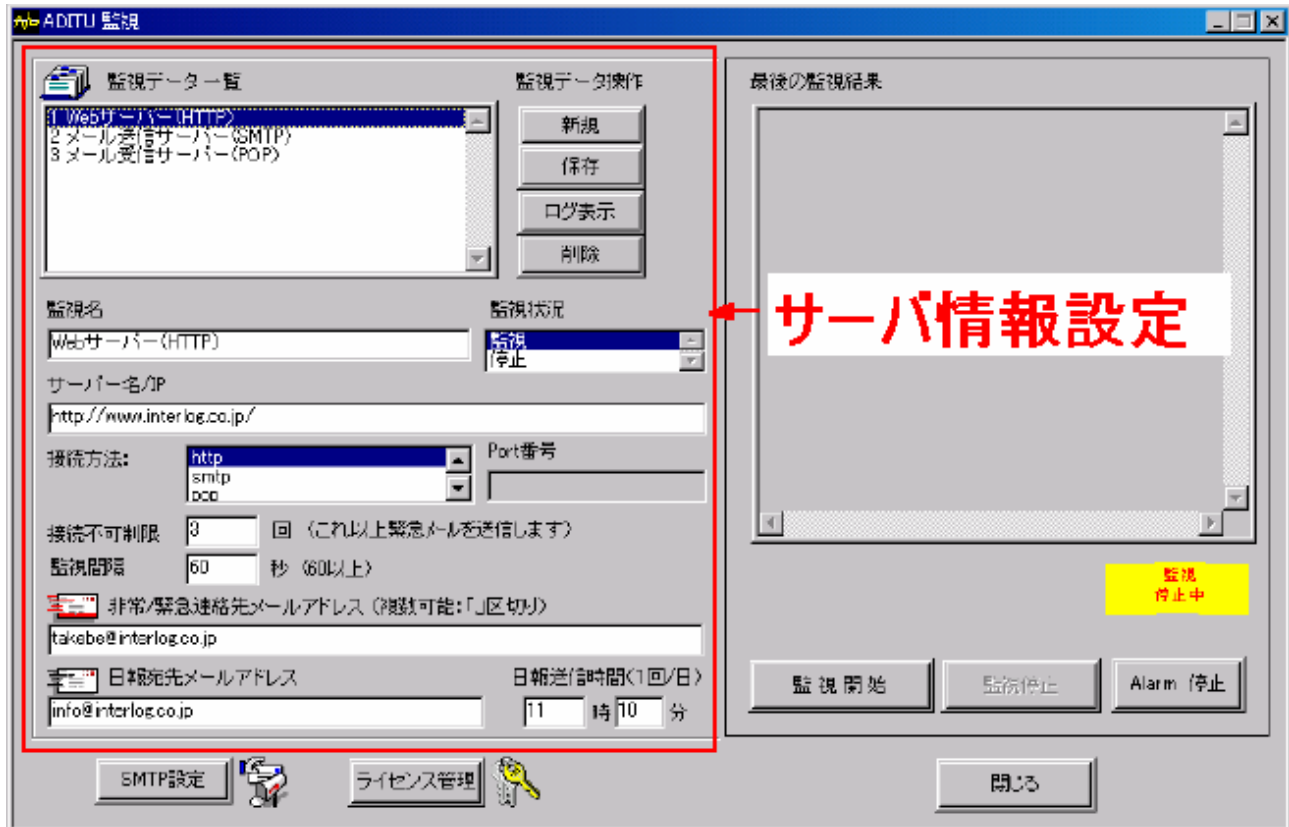 ADITU 監視
監視データ一覧
監視データ操作
1 Webサーバー(HTTP)
2 メール送信サーバー(SMTP)
3 メール受信サーバー(POP)
新規
保存
ログ表示
削除
監視名
監視状況
Webサーバー(HTTP)
監視
停止
サーバー名/IP
http://www.interlog.co.jp/
接続方法:
http
smtp
pop
Port番号
接続不可制限
3
回 (これ以上緊急メールを送信します)
監視間隔
60
秒 (60以上)
非常/緊急連絡先メールアドレス (複数可能:「,」区切り)
takebe@interlog.co.jp
日報宛先メールアドレス
日報送信時間(1回/日)
info@interlog.co.jp
11 時 10 分
最後の監視結果
サーバ情報設定
監視
停止中
監視開始
監視停止
Alarm 停止
SMTP設定
ライセンス管理
閉じる